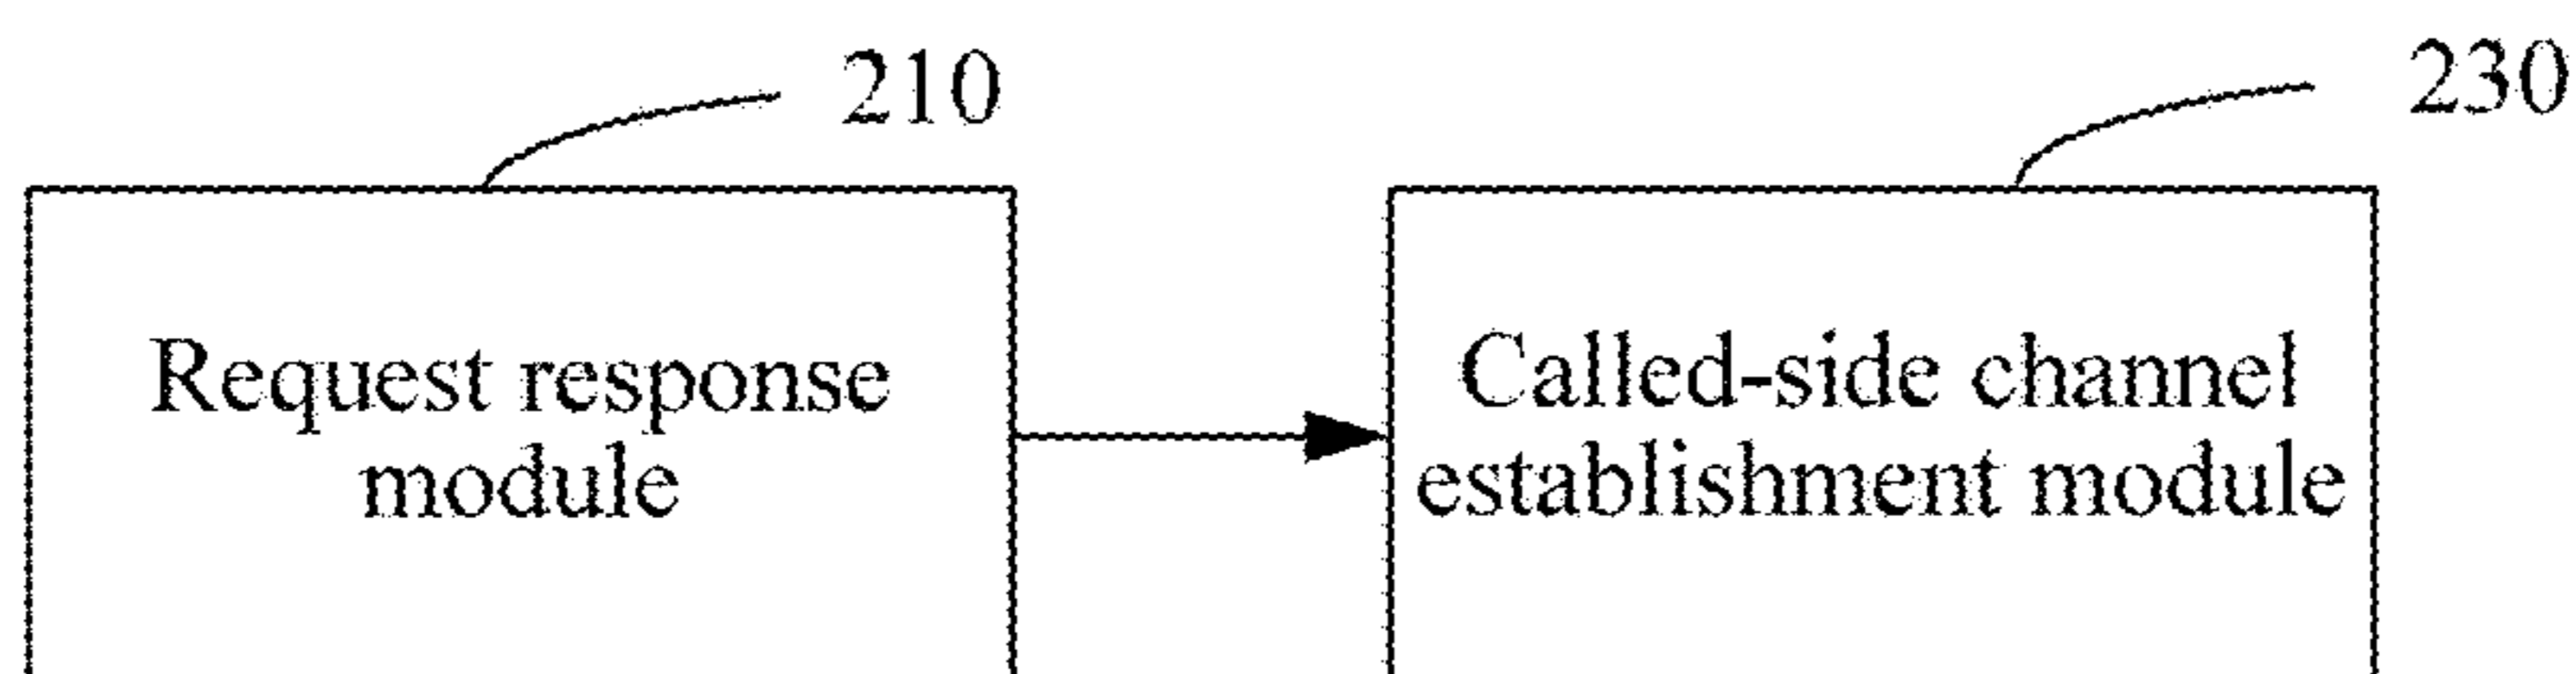 210
230
Request response
module
Called-side channel
establishment module